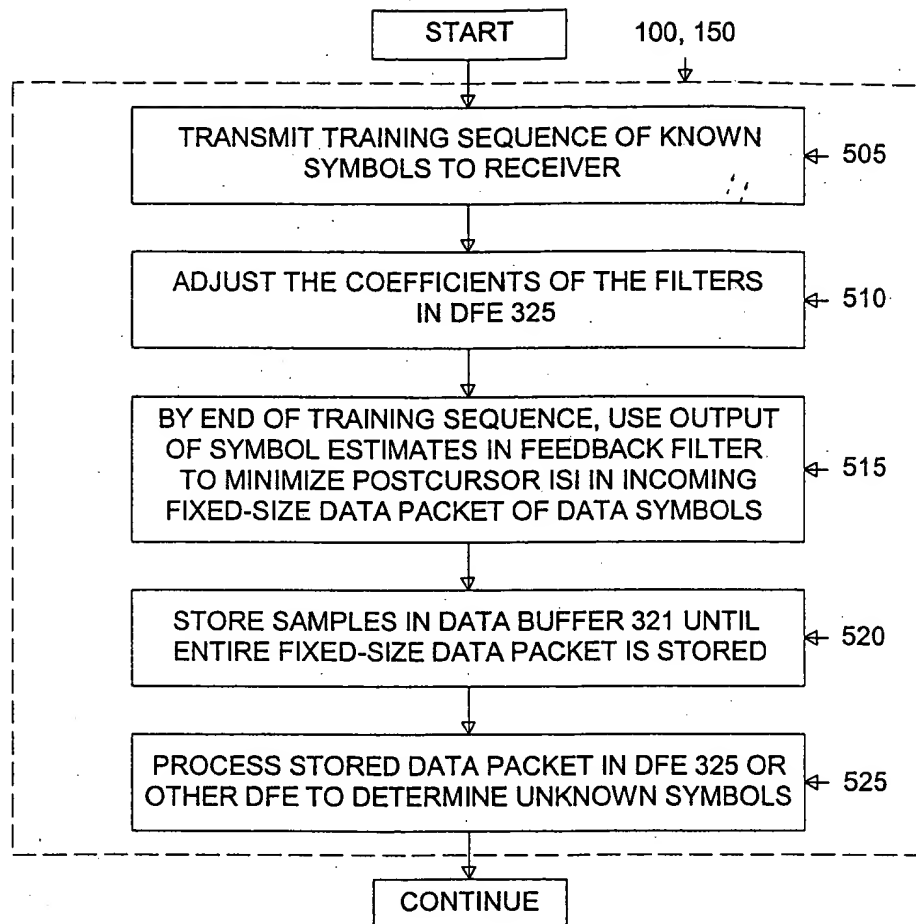 START
100, 150
TRANSMIT TRAINING SEQUENCE OF KNOWN
SYMBOLS TO RECEIVER
505
ADJUST THE COEFFICIENTS OF THE FILTERS
IN DFE 325
510
BY END OF TRAINING SEQUENCE, USE OUTPUT
OF SYMBOL ESTIMATES IN FEEDBACK FILTER
TO MINIMIZE POSTCURSOR ISI IN INCOMING
FIXED-SIZE DATA PACKET OF DATA SYMBOLS
515
STORE SAMPLES IN DATA BUFFER 321 UNTIL
ENTIRE FIXED-SIZE DATA PACKET IS STORED
520
PROCESS STORED DATA PACKET IN DFE 325 OR
OTHER DFE TO DETERMINE UNKNOWN SYMBOLS
525
CONTINUE